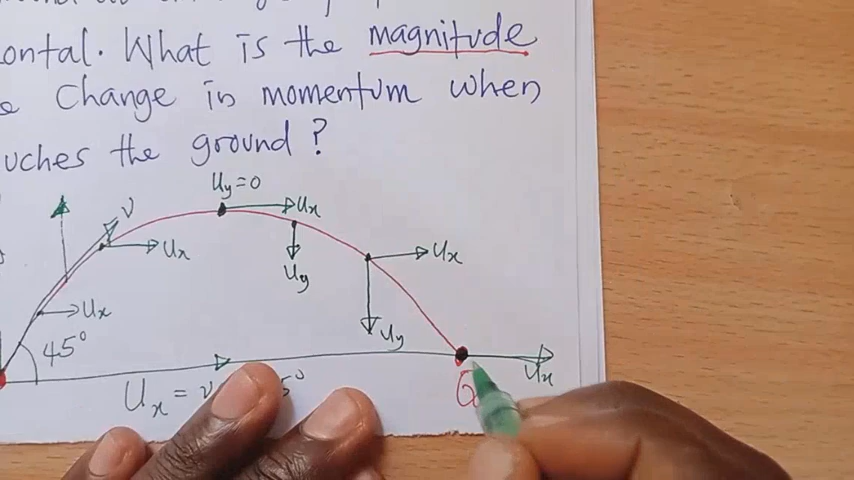 ontal. What is the magnitude
e change in momentum when
uches the ground?
Uy=0
Ux
v
Ux
Uy
Ux
Ux
Uy
45°
Ux
Ux = v 5°